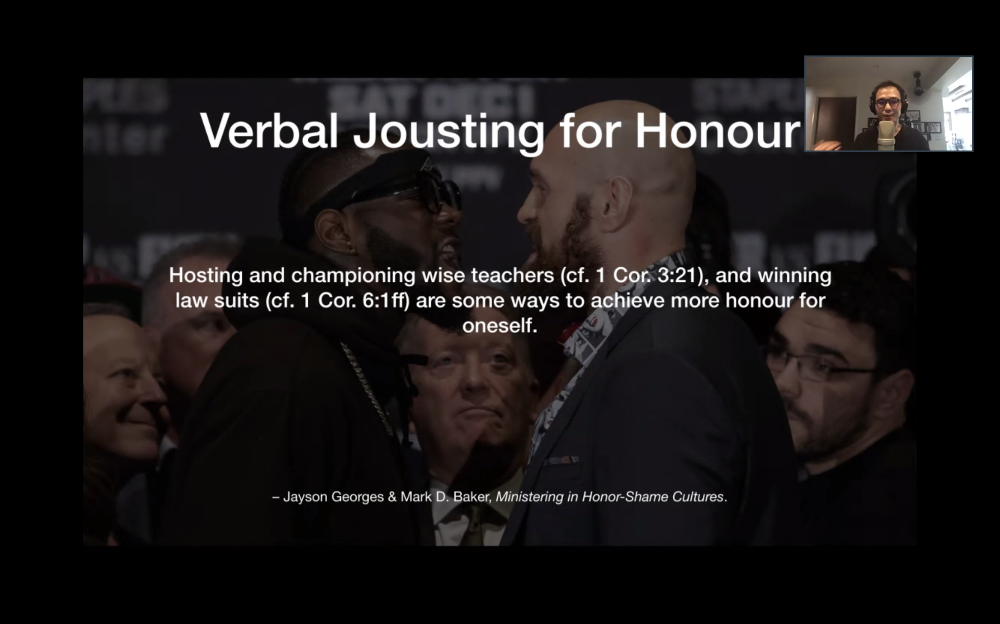 SAT DEC 1
Verbal Jousting for Honour
Hosting and championing wise teachers (cf. 1 Cor. 3:21), and winning
law suits (cf. 1 Cor. 6:1ff) are some ways to achieve more honour for
oneself.
– Jayson Georges & Mark D. Baker, Ministering in Honor-Shame Cultures.